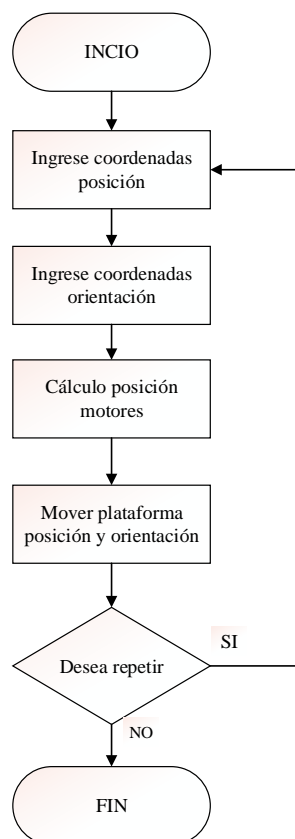 INCIO
Ingrese coordenadas
posición
Ingrese coordenadas
orientación
Cálculo posición
motores
Mover plataforma
posición y orientación
Desea repetir
SI
NO
FIN